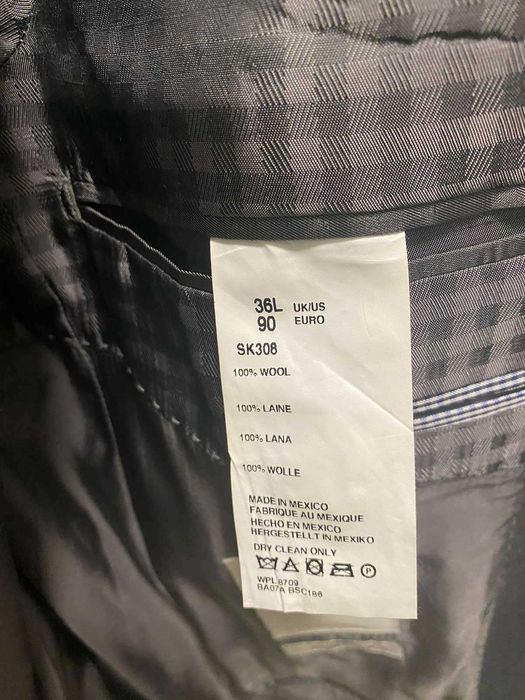 36L UK/US
90 EURO
SK308
100% WOOL
100% LAINE
100% LANA
100% WOLLE
MADE IN MEXICO
FABRIQUE AU MEXIQUE
HECHO EN MEXICO
HERGESTELLT IN MEXIKO
DRY CLEAN ONLY
P
WPL 8709
BA07A BSC186